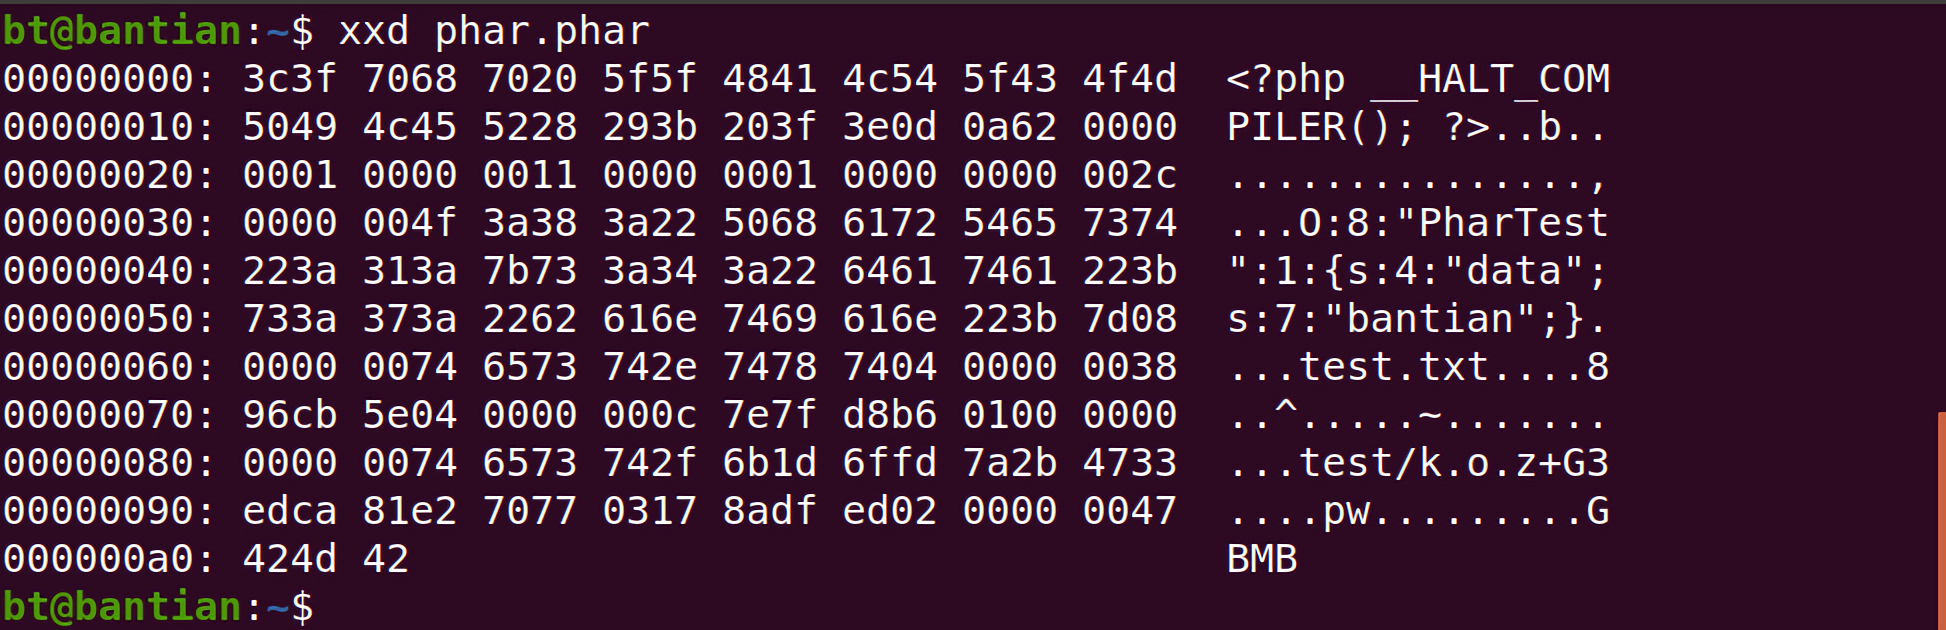 bt@bantian:~$ xxd phar.phar
00000000: 3c3f 7068 7020 5f5f 4841 4c54 5f43 4f4d  <?php __HALT_COM
00000010: 5049 4c45 5228 293b 203f 3e0d 0a62 0000  PILER(); ?>..b..
00000020: 0001 0000 0011 0000 0001 0000 0000 002c  ...............,
00000030: 0000 004f 3a38 3a22 5068 6172 5465 7374  ...O:8:"PharTest
00000040: 223a 313a 7b73 3a34 3a22 6461 7461 223b  ":1:{s:4:"data";
00000050: 733a 373a 2262 616e 7469 616e 223b 7d08  s:7:"bantian";}.
00000060: 0000 0074 6573 742e 7478 7404 0000 0038  ...test.txt....8
00000070: 96cb 5e04 0000 000c 7e7f d8b6 0100 0000  ..^.....~.......
00000080: 0000 0074 6573 742f 6b1d 6ffd 7a2b 4733  ...test/k.o.z+G3
00000090: edca 81e2 7077 0317 8adf ed02 0000 0047  ....pw.........G
000000a0: 424d 42                                  BMB
bt@bantian:~$